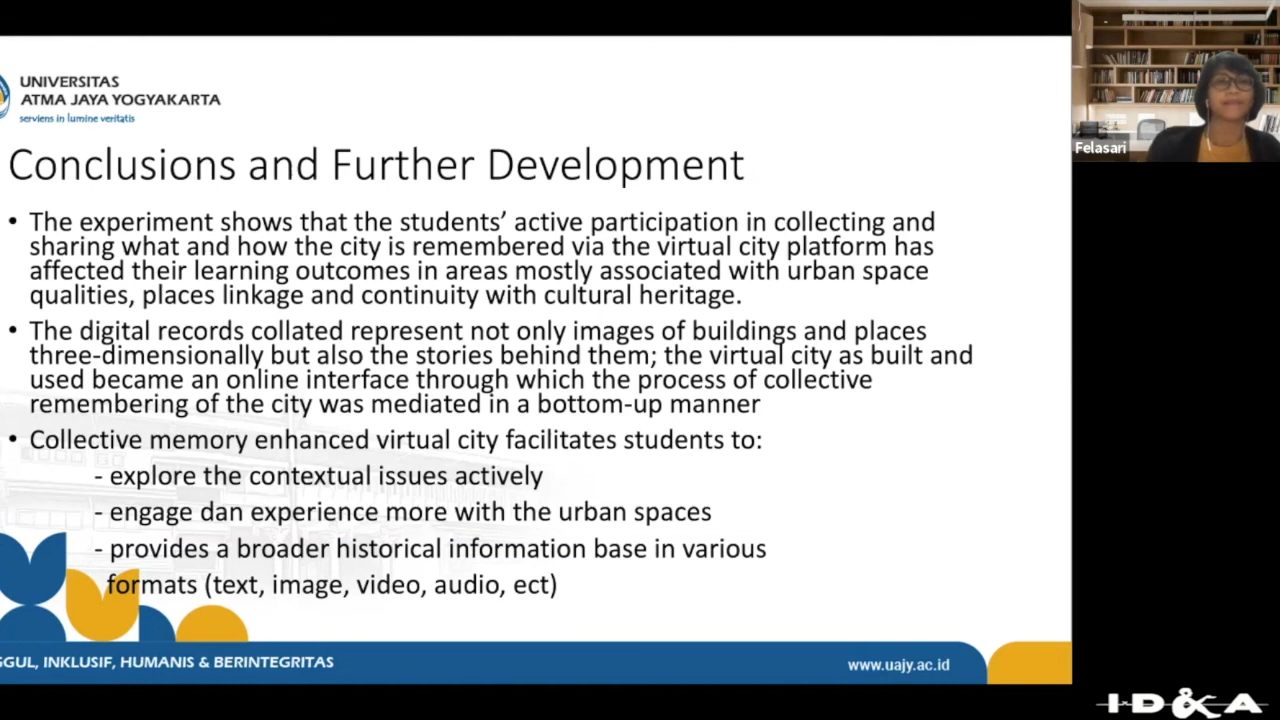 UNIVERSITAS
ATMA JAYA YOGYAKARTA
serviens in lumine veritatis
Conclusions and Further Development
• The experiment shows that the students’ active participation in collecting and
sharing what and how the city is remembered via the virtual city platform has
affected their learning outcomes in areas mostly associated with urban space
qualities, places linkage and continuity with cultural heritage.
• The digital records collated represent not only images of buildings and places
three-dimensionally but also the stories behind them; the virtual city as built and
used became an online interface through which the process of collective
remembering of the city was mediated in a bottom-up manner
• Collective memory enhanced virtual city facilitates students to:
- explore the contextual issues actively
- engage dan experience more with the urban spaces
- provides a broader historical information base in various
formats (text, image, video, audio, ect)
GGUL, INKLUSIF, HUMANIS & BERINTEGRITAS
www.uajy.ac.id
Felasari
ID&A